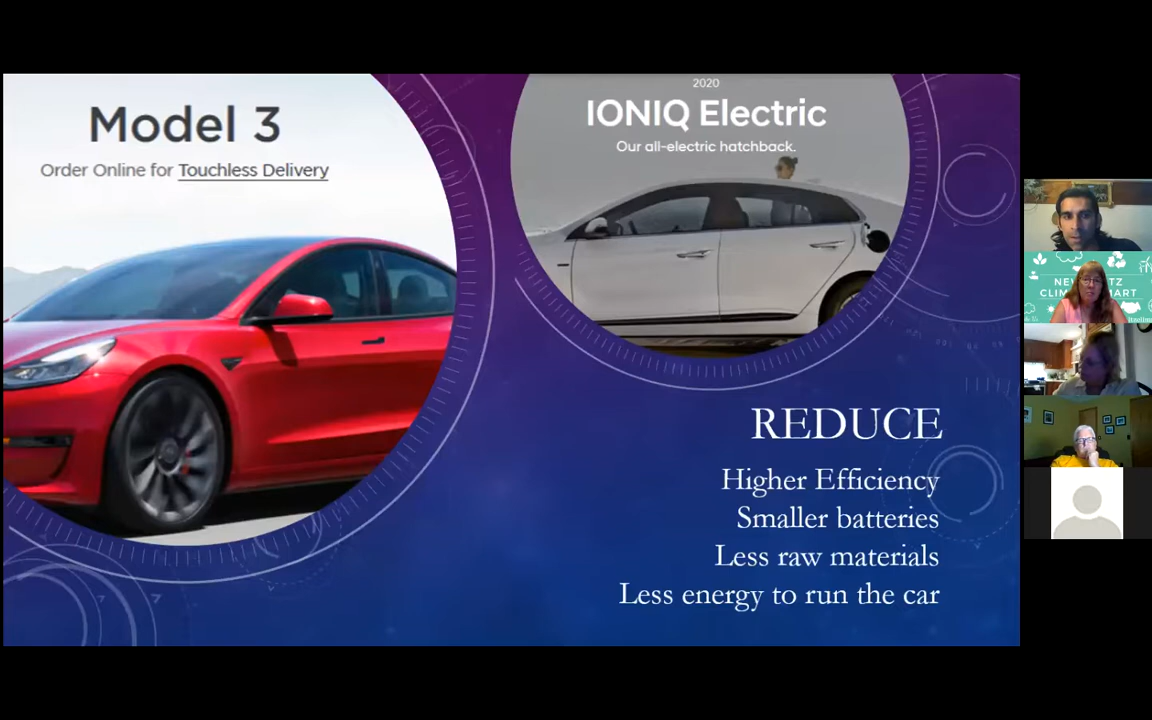 Model 3
Order Online for Touchless Delivery
2020
IONIQ Electric
Our all-electric hatchback.
REDUCE
Higher Efficiency
Smaller batteries
Less raw materials
Less energy to run the car